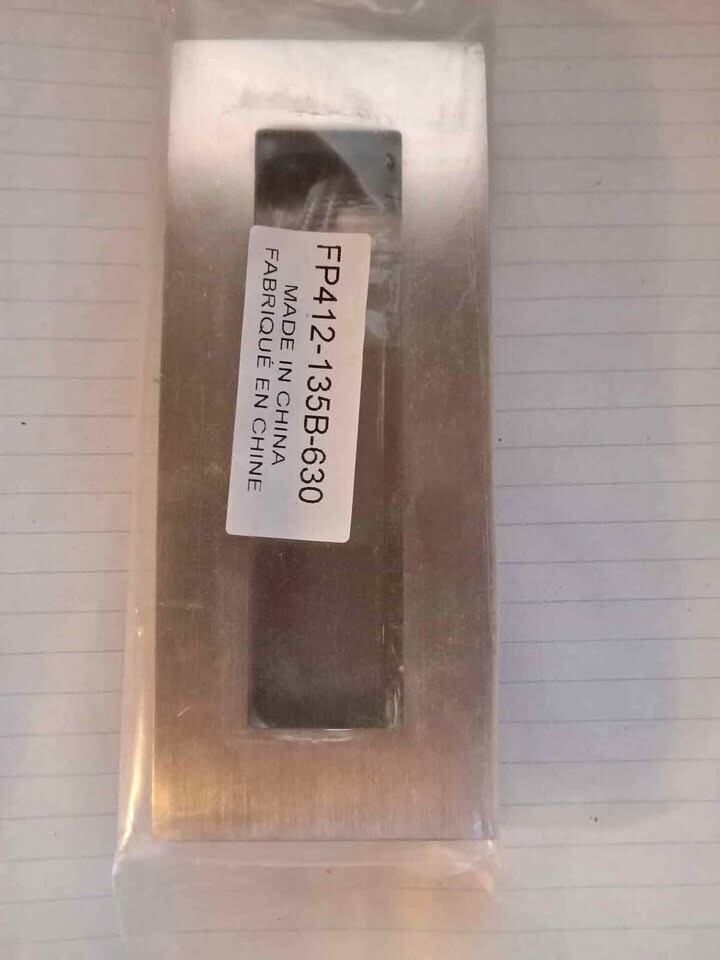 FP412-135B-630
MADE IN CHINA
FABRIQUÉ EN CHINE